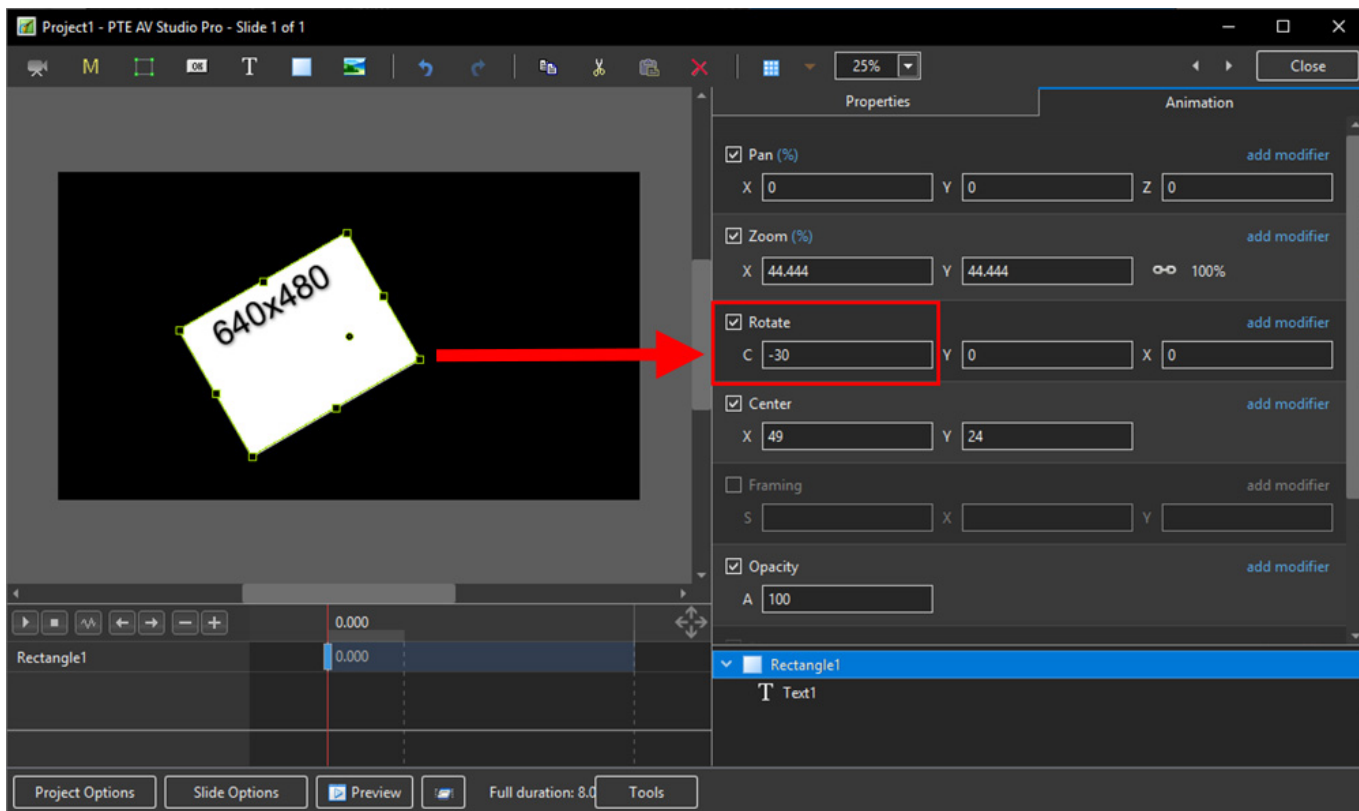 Project1 - PTE AV Studio Pro - Slide 1 of 1
M OK T 25% Close
Properties Animation
Pan (%) add modifier
X 0 Y 0 Z 0
Zoom (%) add modifier
X 44.444 Y 44.444 100%
Rotate add modifier
C -30 Y 0 X 0
Center add modifier
X 49 Y 24
Framing add modifier
S X Y
Opacity add modifier
A 100
640x480
0.000
Rectangle1 0.000
Rectangle1
T Text1
Project Options Slide Options Preview Full duration: 8.0 Tools